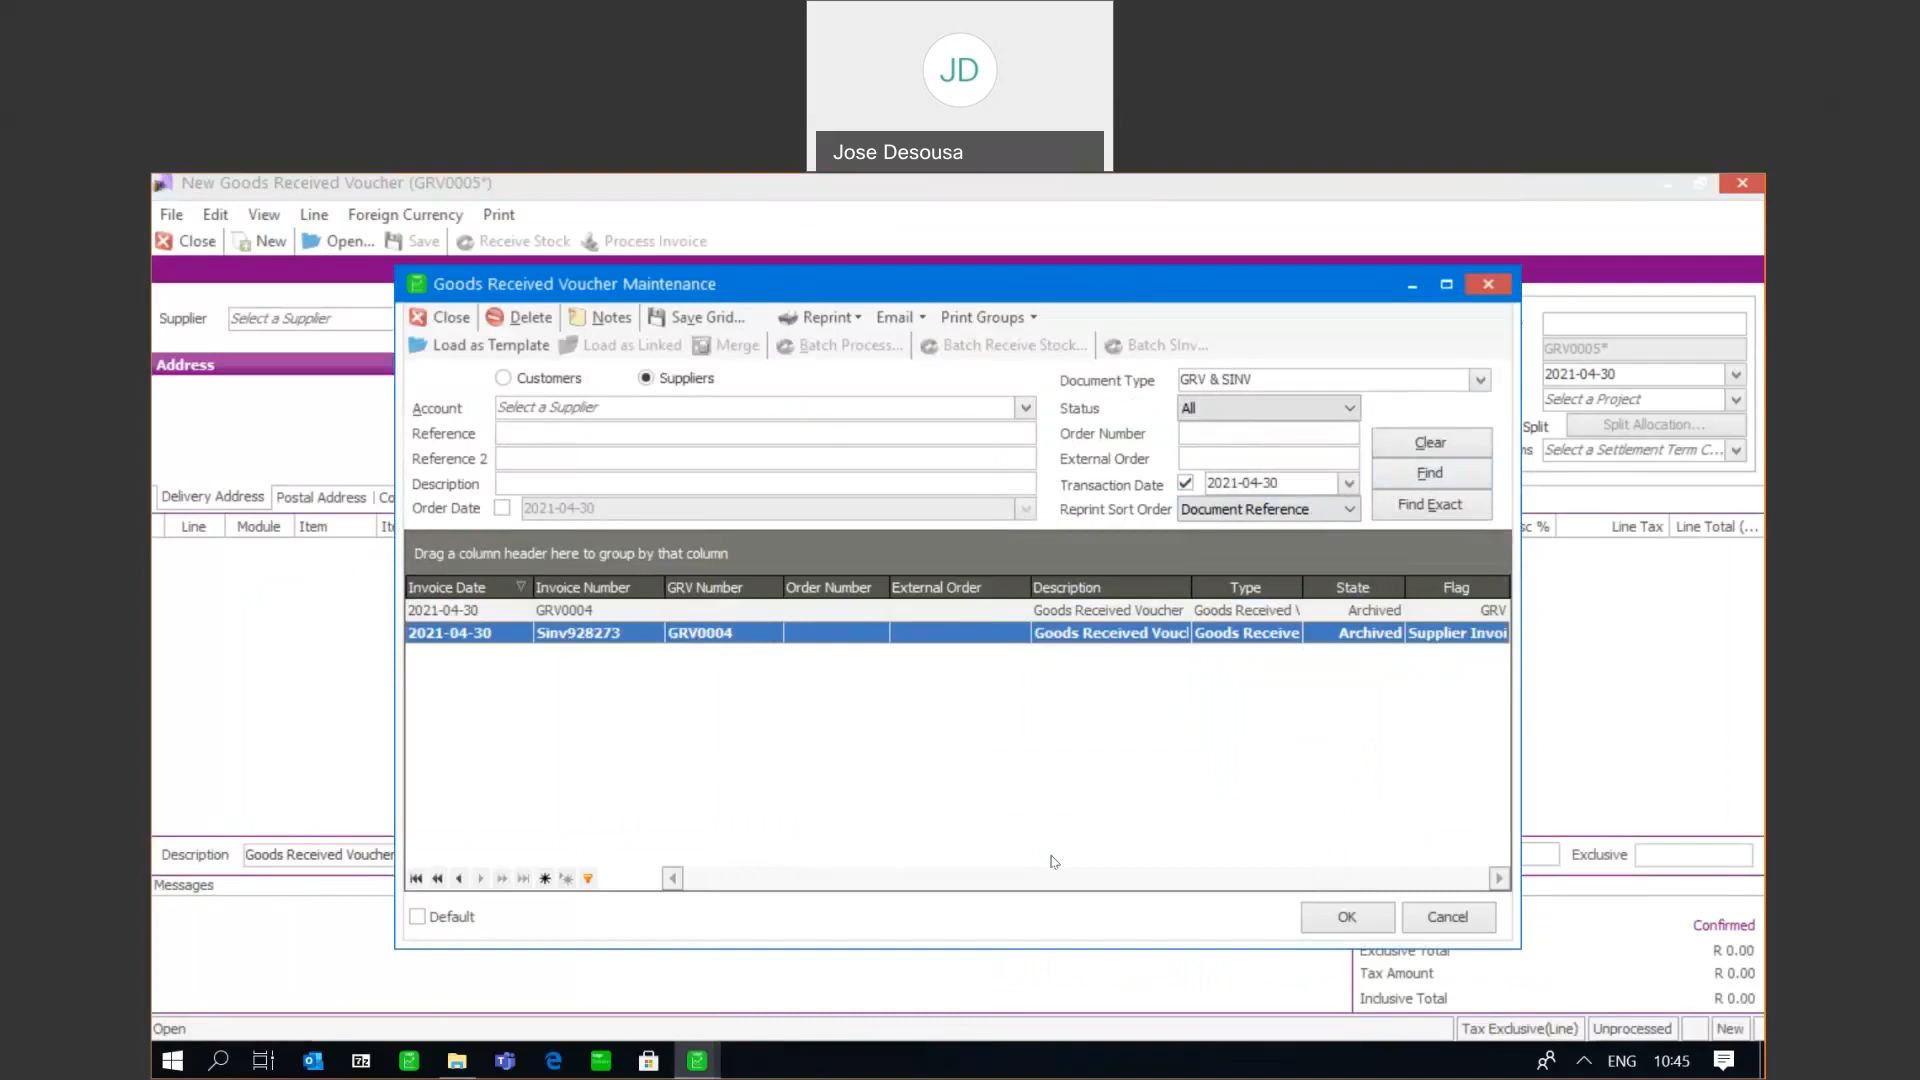 JD
Jose Desousa
New Goods Received Voucher (GRV0005*)
File Edit View Line Foreign Currency Print
Close New Open... Save Receive Stock Process Invoice
Goods Received Voucher Maintenance
Supplier Select a Supplier
Close Delete Notes Save Grid... Reprint Email Print Groups
Load as Template Load as Linked Merge Batch Process... Batch Receive Stock... Batch SInv...
GRV0005*
Address
Customers Suppliers Document Type GRV & SINV
2021-04-30
Select a Project
Account Select a Supplier Status All
Split Split Allocation...
Reference Order Number Clear
Select a Settlement Term C...
Reference 2 External Order Find
Description Transaction Date 2021-04-30
Order Date 2021-04-30 Reprint Sort Order Document Reference Find Exact
Delivery Address Postal Address
Line Module Item
sc % Line Tax Line Total (...
Drag a column header here to group by that column
Invoice Date Invoice Number GRV Number Order Number External Order Description Type State Flag
2021-04-30 GRV0004 Goods Received Voucher Goods Received V Archived GRV
2021-04-30 Sinv928273 GRV0004 Goods Received Voucl Goods Receive Archived Supplier Invoi
Description Goods Received Voucher Exclusive
Messages
Default OK Cancel
Confirmed
Exclusive Total R 0.00
Tax Amount R 0.00
Inclusive Total R 0.00
Open Tax Exclusive(Line) Unprocessed New
ENG 10:45